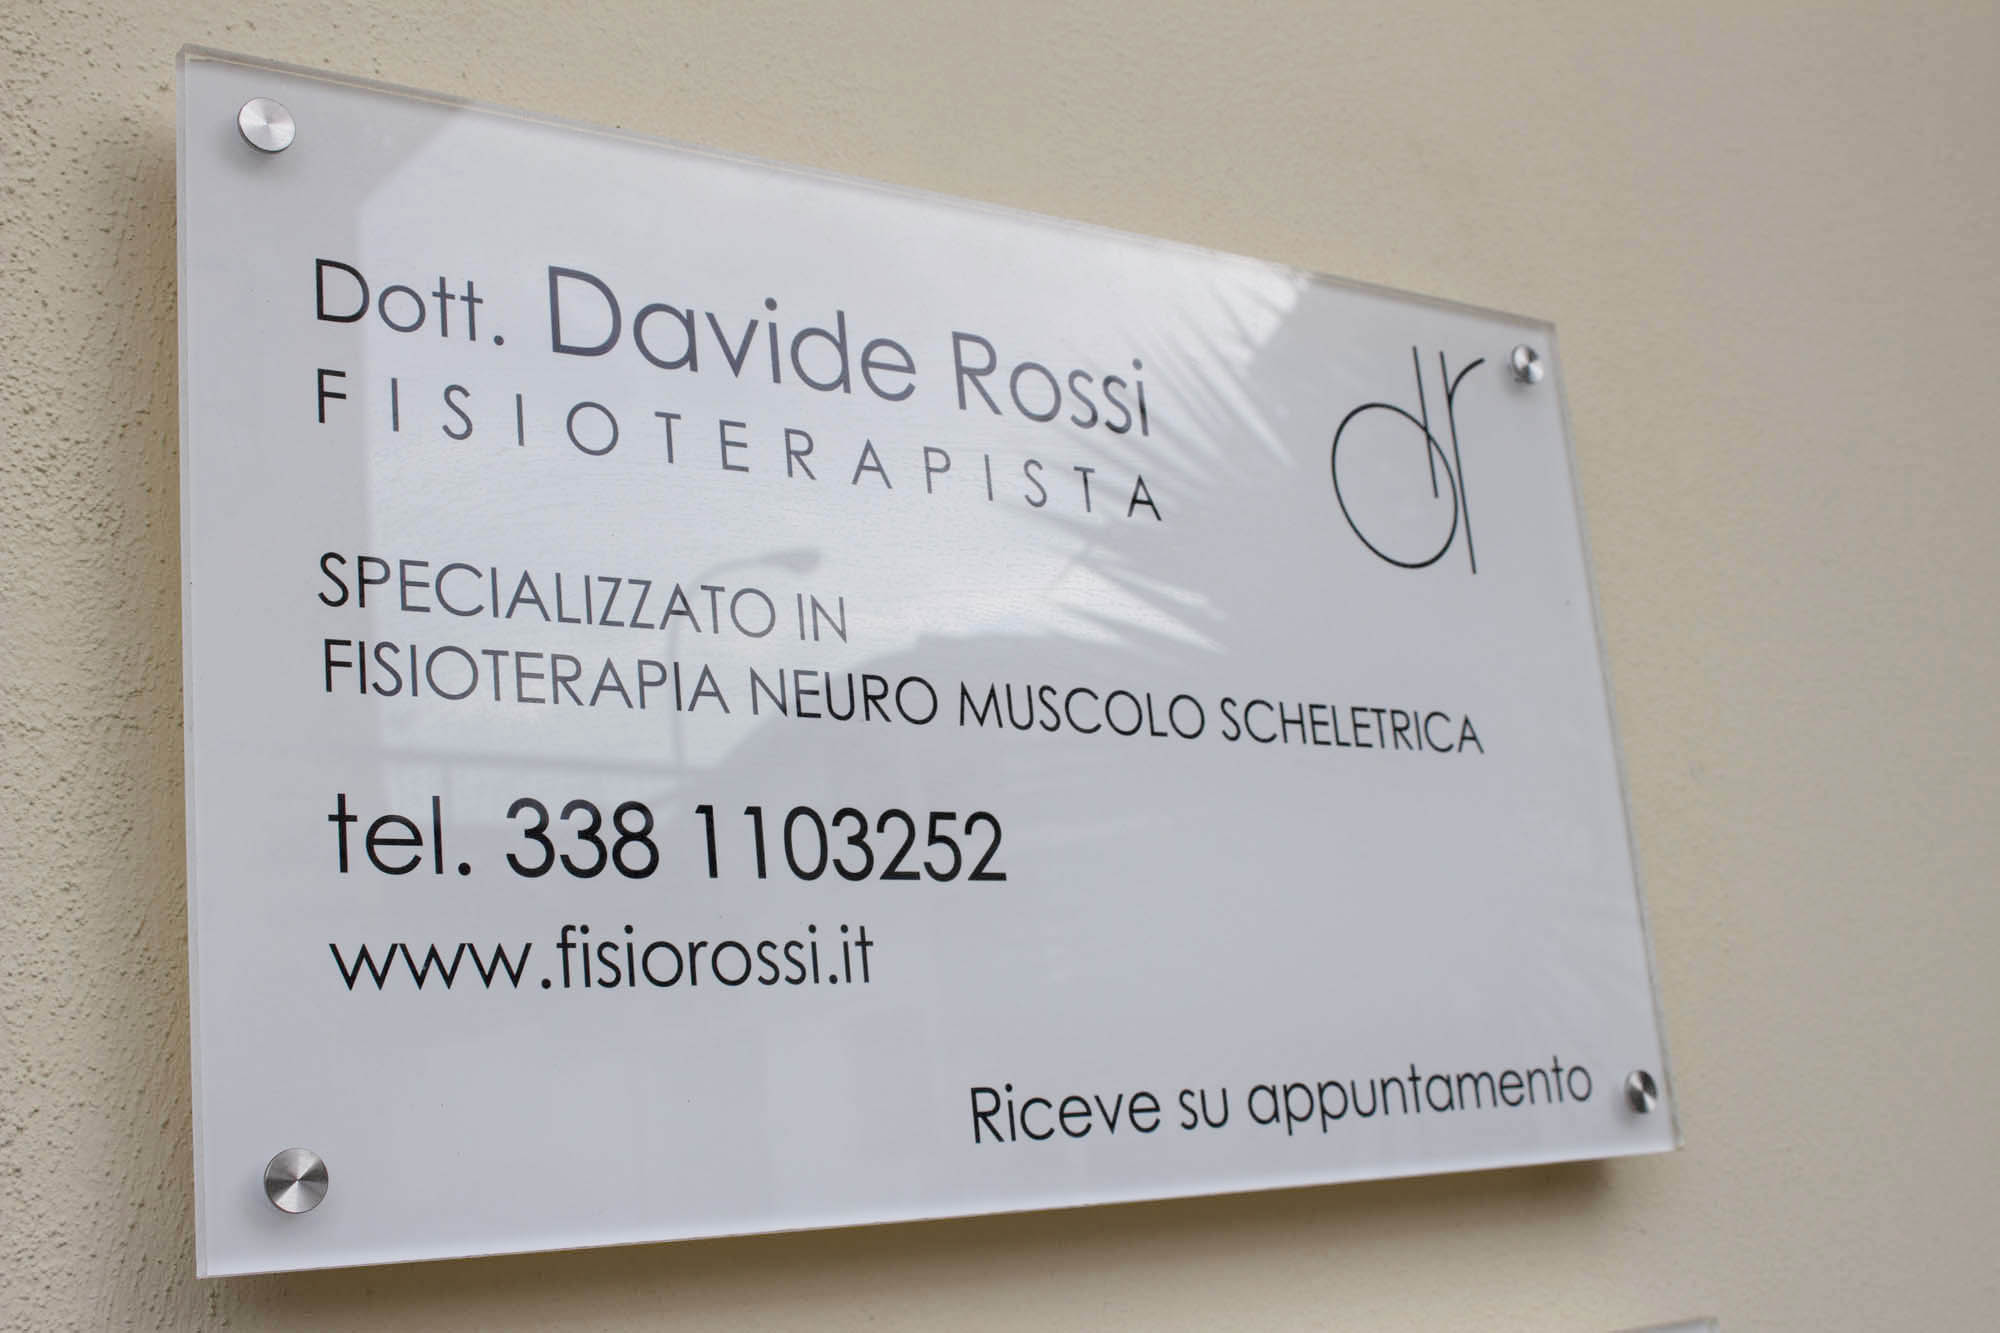 Dott. Davide Rossi
FISIOTERAPISTA
dr
SPECIALIZZATO IN
FISIOTERAPIA NEURO MUSCOLO SCHELETRICA
tel. 338 1103252
www.fisiorossi.it
Riceve su appuntamento